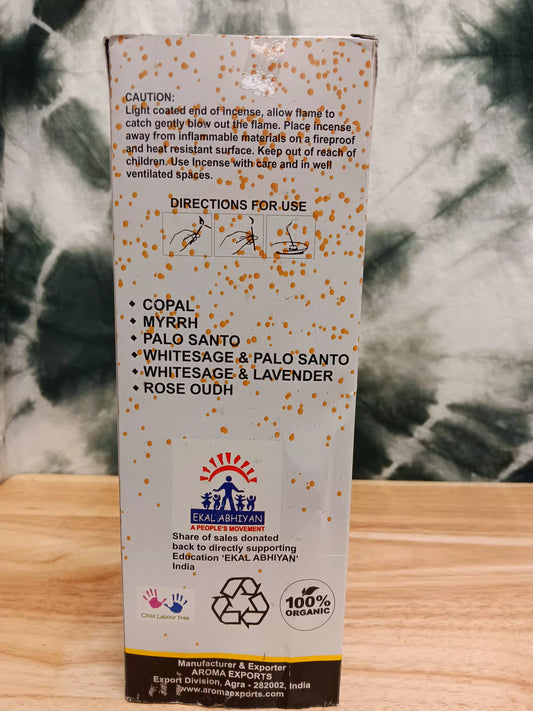 CAUTION:
Light coated end of incense, allow flame to
catch gently blow out the flame. Place incense
away from inflammable materials on a fireproof
and heat resistant surface. Keep out of reach of
children. Use Incense with care and in well
ventilated spaces.
DIRECTIONS FOR USE
COPAL
MYRRH
PALO SANTO
WHITESAGE & PALO SANTO
WHITESAGE & LAVENDER
ROSE OUDH
EKAL ABHIYAN
A PEOPLE'S MOVEMENT
Share of sales donated
back to directly supporting
Education 'EKAL ABHIYAN'
India
Child Labour Free
100%
ORGANIC
Manufacturer & Exporter
AROMA EXPORTS
Export Division, Agra - 282002, India
www.aromaexports.com